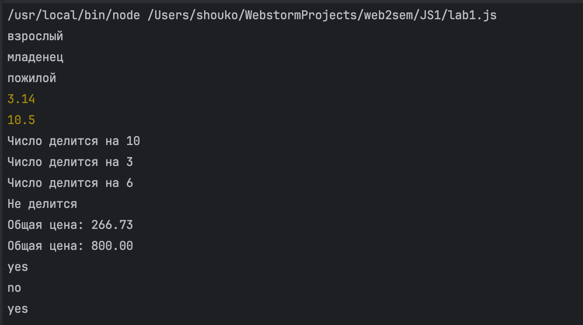 /usr/local/bin/node /Users/shouko/WebstormProjects/web2sem/JS1/lab1.js
взрослый
младенец
пожилой
3.14
10.5
Число делится на 10
Число делится на 3
Число делится на 6
Не делится
Общая цена: 266.73
Общая цена: 800.00
yes
no
yes